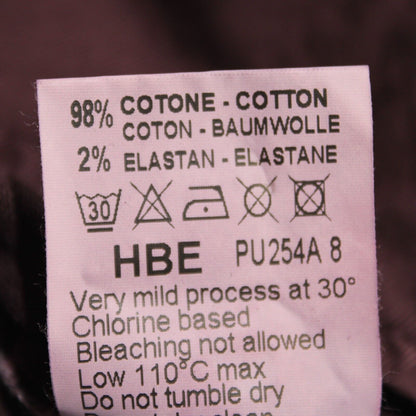 98% COTONE - COTTON
COTON - BAUMWOLLE
2% ELASTAN - ELASTANE
30
HBE PU254A 8
Very mild process at 30°
Chlorine based
Bleaching not allowed
Low 110°C max
Do not tumble dry